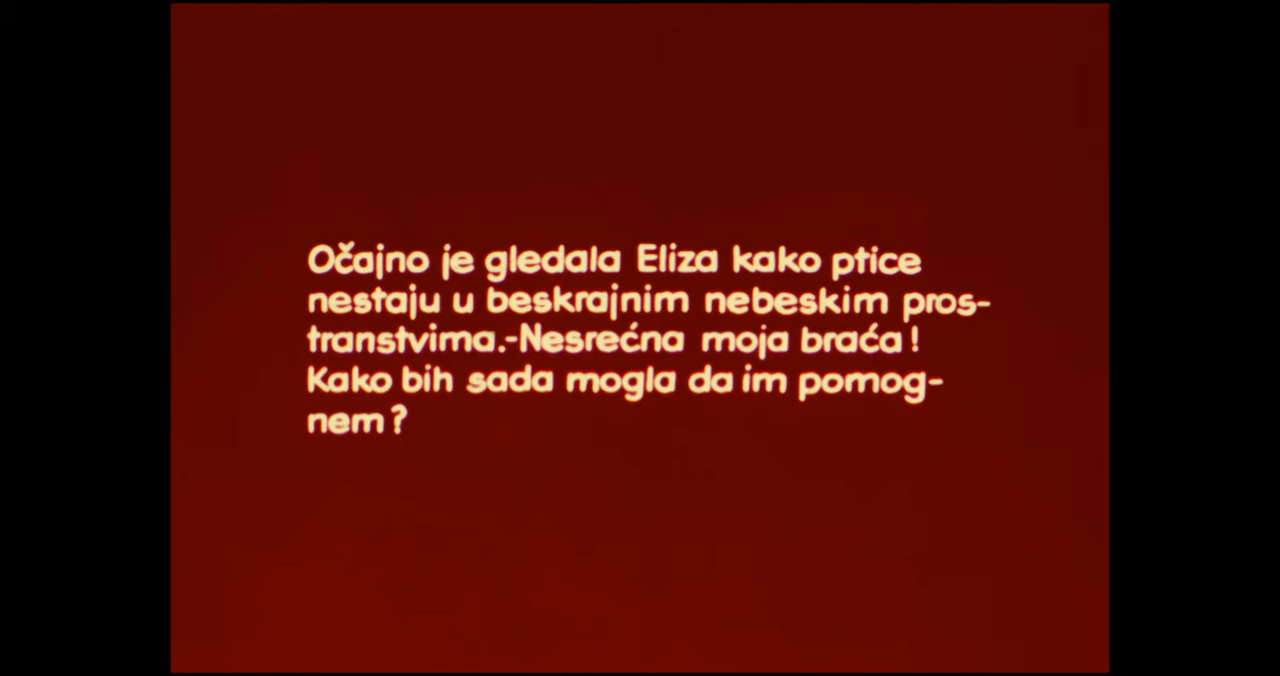 Očajno je gledala Eliza kako ptice
nestaju u beskrajnim nebeskim pros-
transtvima.-Nesrećna moja braća!
Kako bih sada mogla da im pomog-
nem?